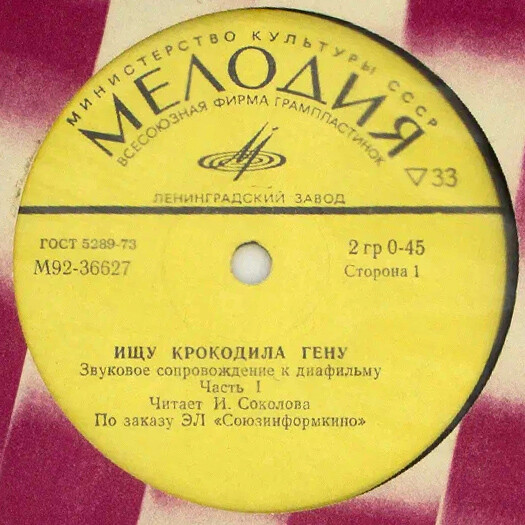 МИНИСТЕРСТВО КУЛЬТУРЫ СССР
МЕЛОДИЯ
ВСЕСОЮЗНАЯ ФИРМА ГРАМПЛАСТИНОК
▽33
ЛЕНИНГРАДСКИЙ ЗАВОД
ГОСТ 5289-73
2 гр 0-45
М92-36627
Сторона 1
ИЩУ КРОКОДИЛА ГЕНУ
Звуковое сопровождение к диафильму
Часть I
Читает И. Соколова
По заказу ЭЛ «Союзинформкино»